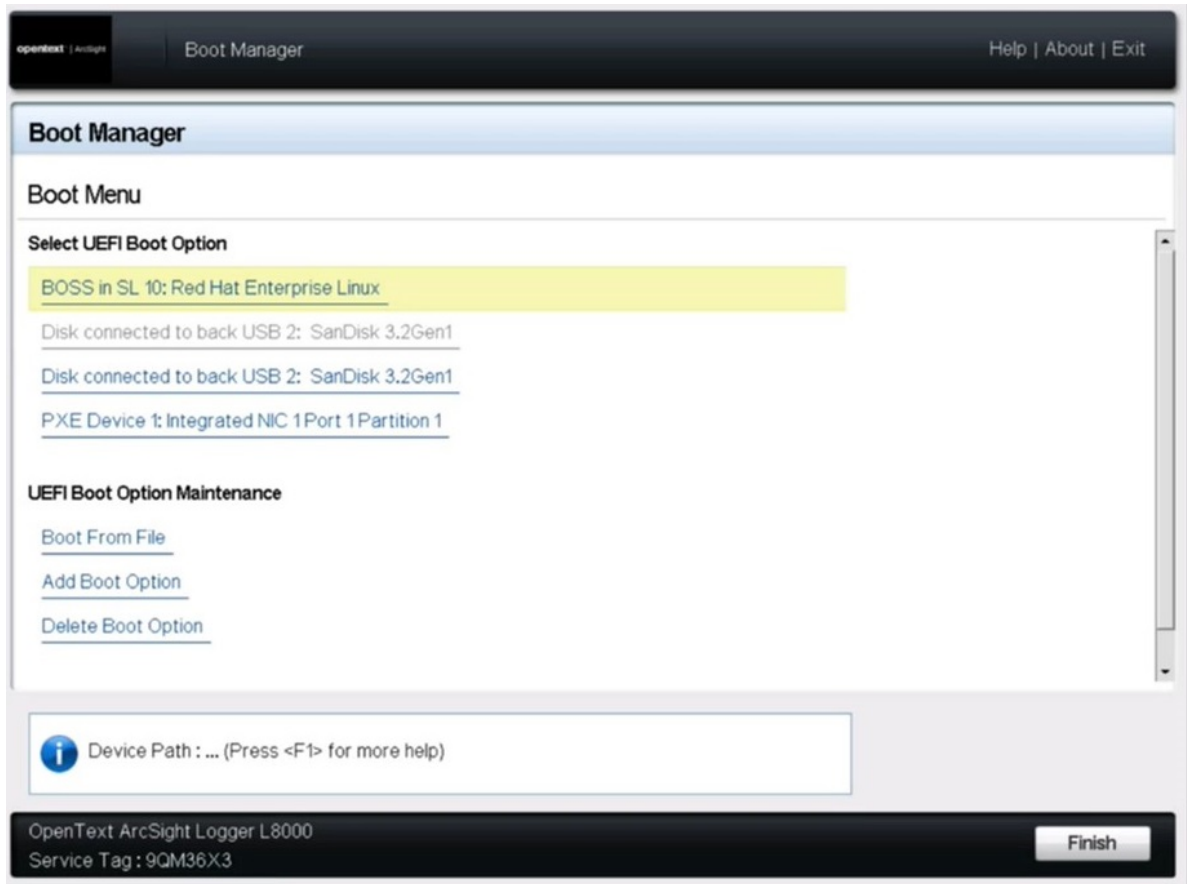 opentext | ArcSight
Boot Manager
Help | About | Exit
Boot Manager
Boot Menu
Select UEFI Boot Option
BOSS in SL 10: Red Hat Enterprise Linux
Disk connected to back USB 2: SanDisk 3.2Gen1
Disk connected to back USB 2: SanDisk 3.2Gen1
PXE Device 1: Integrated NIC 1 Port 1 Partition 1
UEFI Boot Option Maintenance
Boot From File
Add Boot Option
Delete Boot Option
Device Path : ... (Press <F1> for more help)
OpenText ArcSight Logger L8000
Service Tag : 9QM36X3
Finish